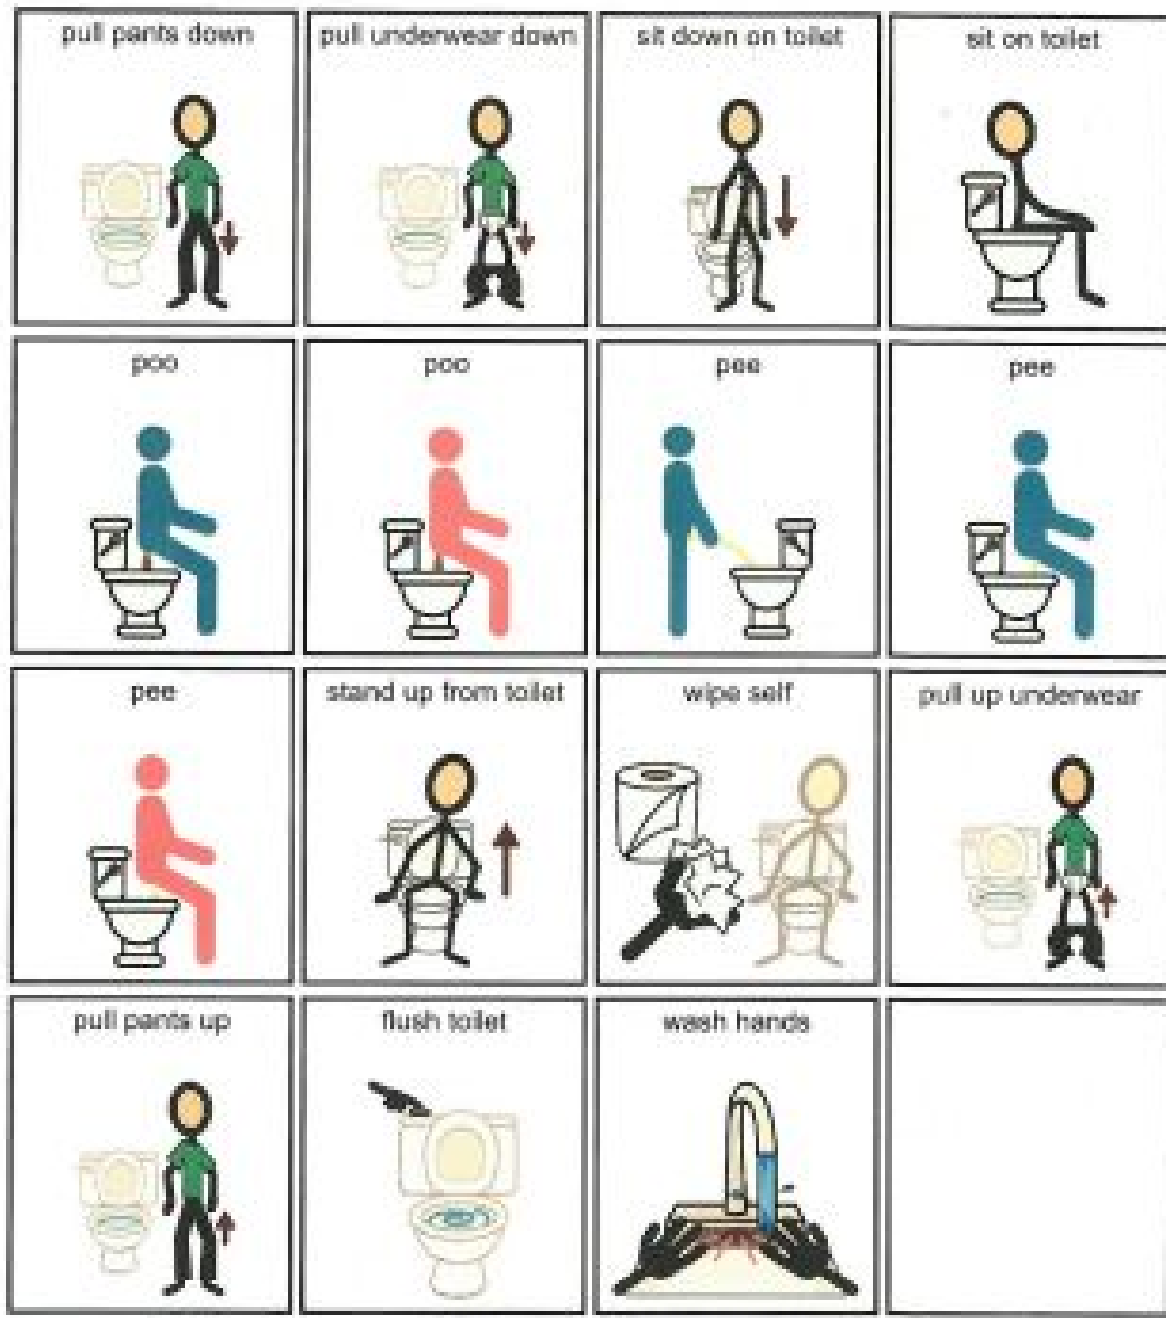 pull pants down
pull underwear down
sit down on toilet
sit on toilet
poo
poo
pee
pee
pee
stand up from toilet
wipe self
pull up underwear
pull pants up
flush toilet
wash hands